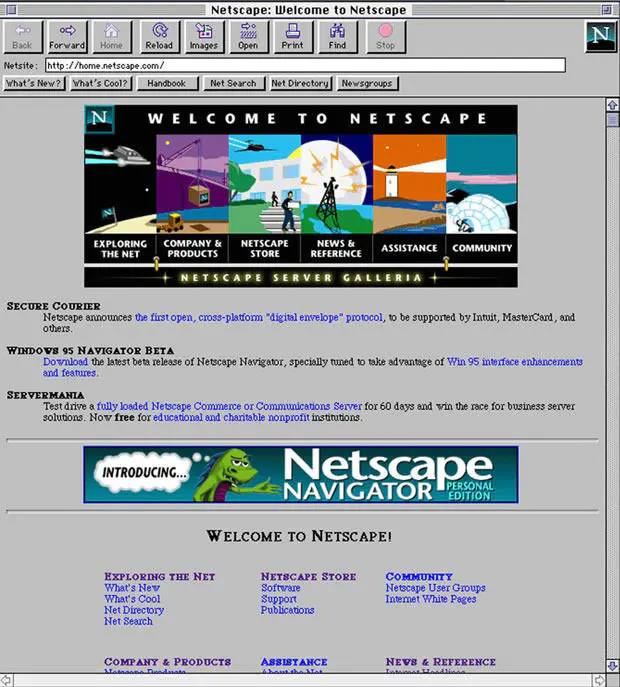 Netscape: Welcome to Netscape
Back Forward Home Reload Images Open Print Find Stop
N
Netsite: http://home.netscape.com/
What's New? What's Cool? Handbook Net Search Net Directory Newsgroups
N WELCOME TO NETSCAPE
N
N
EXPLORING THE NET
COMPANY & PRODUCTS
NETSCAPE STORE
NEWS & REFERENCE
ASSISTANCE
COMMUNITY
NETSCAPE SERVER GALLERIA
SECURE COURIER
Netscape announces the first open, cross-platform "digital envelope" protocol, to be supported by Intuit, MasterCard, and
others.
WINDOWS 95 NAVIGATOR BETA
Download the latest beta release of Netscape Navigator, specially tuned to take advantage of Win 95 interface enhancements
and features.
SERVERMANIA
Test drive a fully loaded Netscape Commerce or Communications Server for 60 days and win the race for business server
solutions. Now free for educational and charitable nonprofit institutions.
INTRODUCING...
Netscape
NAVIGATOR PERSONAL EDITION
WELCOME TO NETSCAPE!
EXPLORING THE NET
What's New
What's Cool
Net Directory
Net Search
NETSCAPE STORE
Software
Support
Publications
COMMUNITY
Netscape User Groups
Internet White Pages
COMPANY & PRODUCTS
Netscape Products
ASSISTANCE
About the Net
NEWS & REFERENCE
Internet Headlines